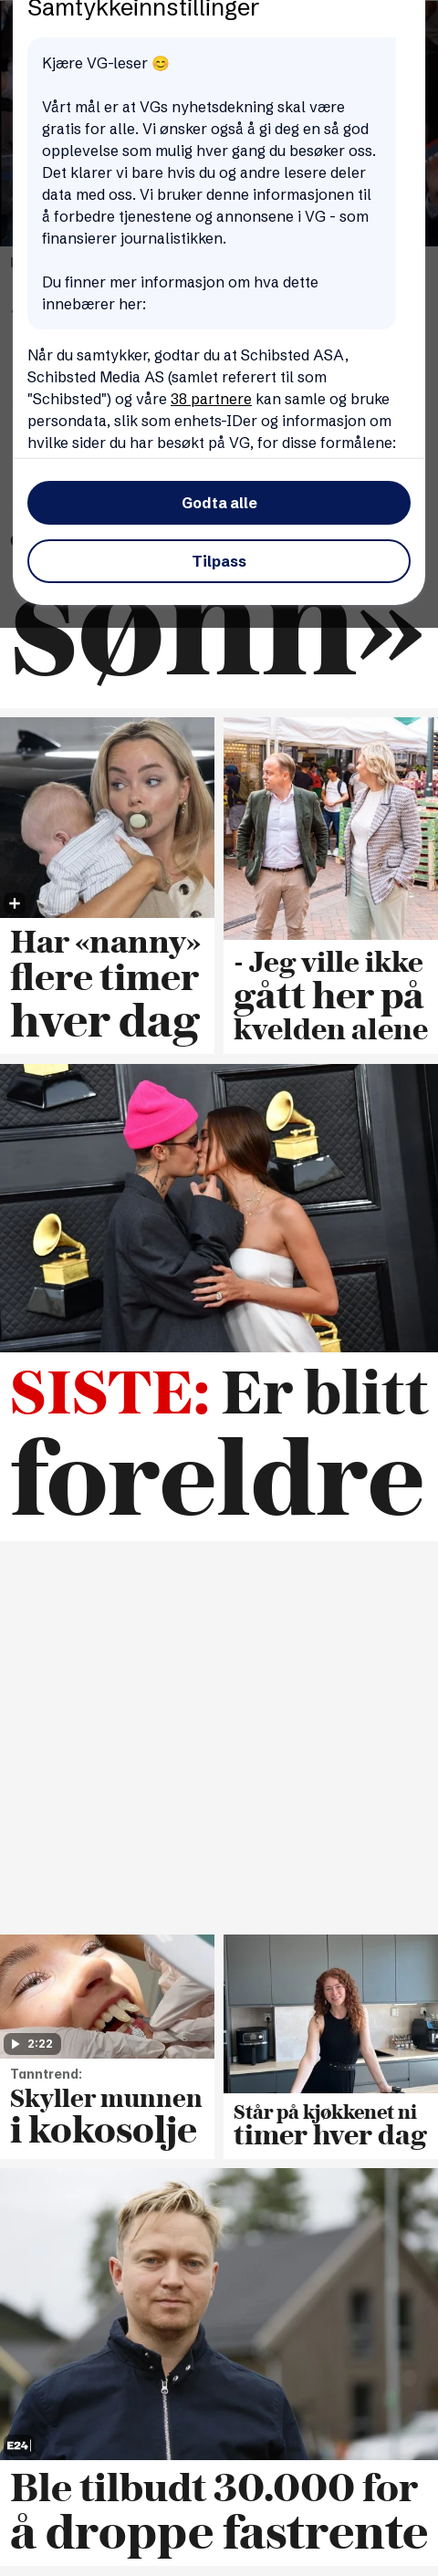 Samtykkeinnstillinger
Kjære VG-leser 😊
Vårt mål er at VGs nyhetsdekning skal være
gratis for alle. Vi ønsker også å gi deg en så god
opplevelse som mulig hver gang du besøker oss.
Det klarer vi bare hvis du og andre lesere deler
data med oss. Vi bruker denne informasjonen til
å forbedre tjenestene og annonsene i VG - som
finansierer journalistikken.
Du finner mer informasjon om hva dette
innebærer her:
Når du samtykker, godtar du at Schibsted ASA,
Schibsted Media AS (samlet referert til som
"Schibsted") og våre 38 partnere kan samle og bruke
persondata, slik som enhets-IDer og informasjon om
hvilke sider du har besøkt på VG, for disse formålene:
Godta alle
Tilpass
sønn»
Har «nanny»
flere timer
hver dag
- Jeg ville ikke
gått her på
kvelden alene
SISTE: Er blitt
foreldre
2:22
Tanntrend:
Skyller munnen
i kokosolje
Står på kjøkkenet ni
timer hver dag
E24
Ble tilbudt 30.000 for
å droppe fastrente